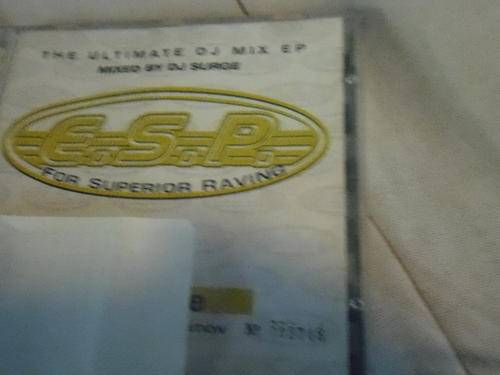 THE ULTIMATE DJ MIX EP
MIXED BY DJ SURGE
E.S.P.
FOR SUPERIOR RAVING